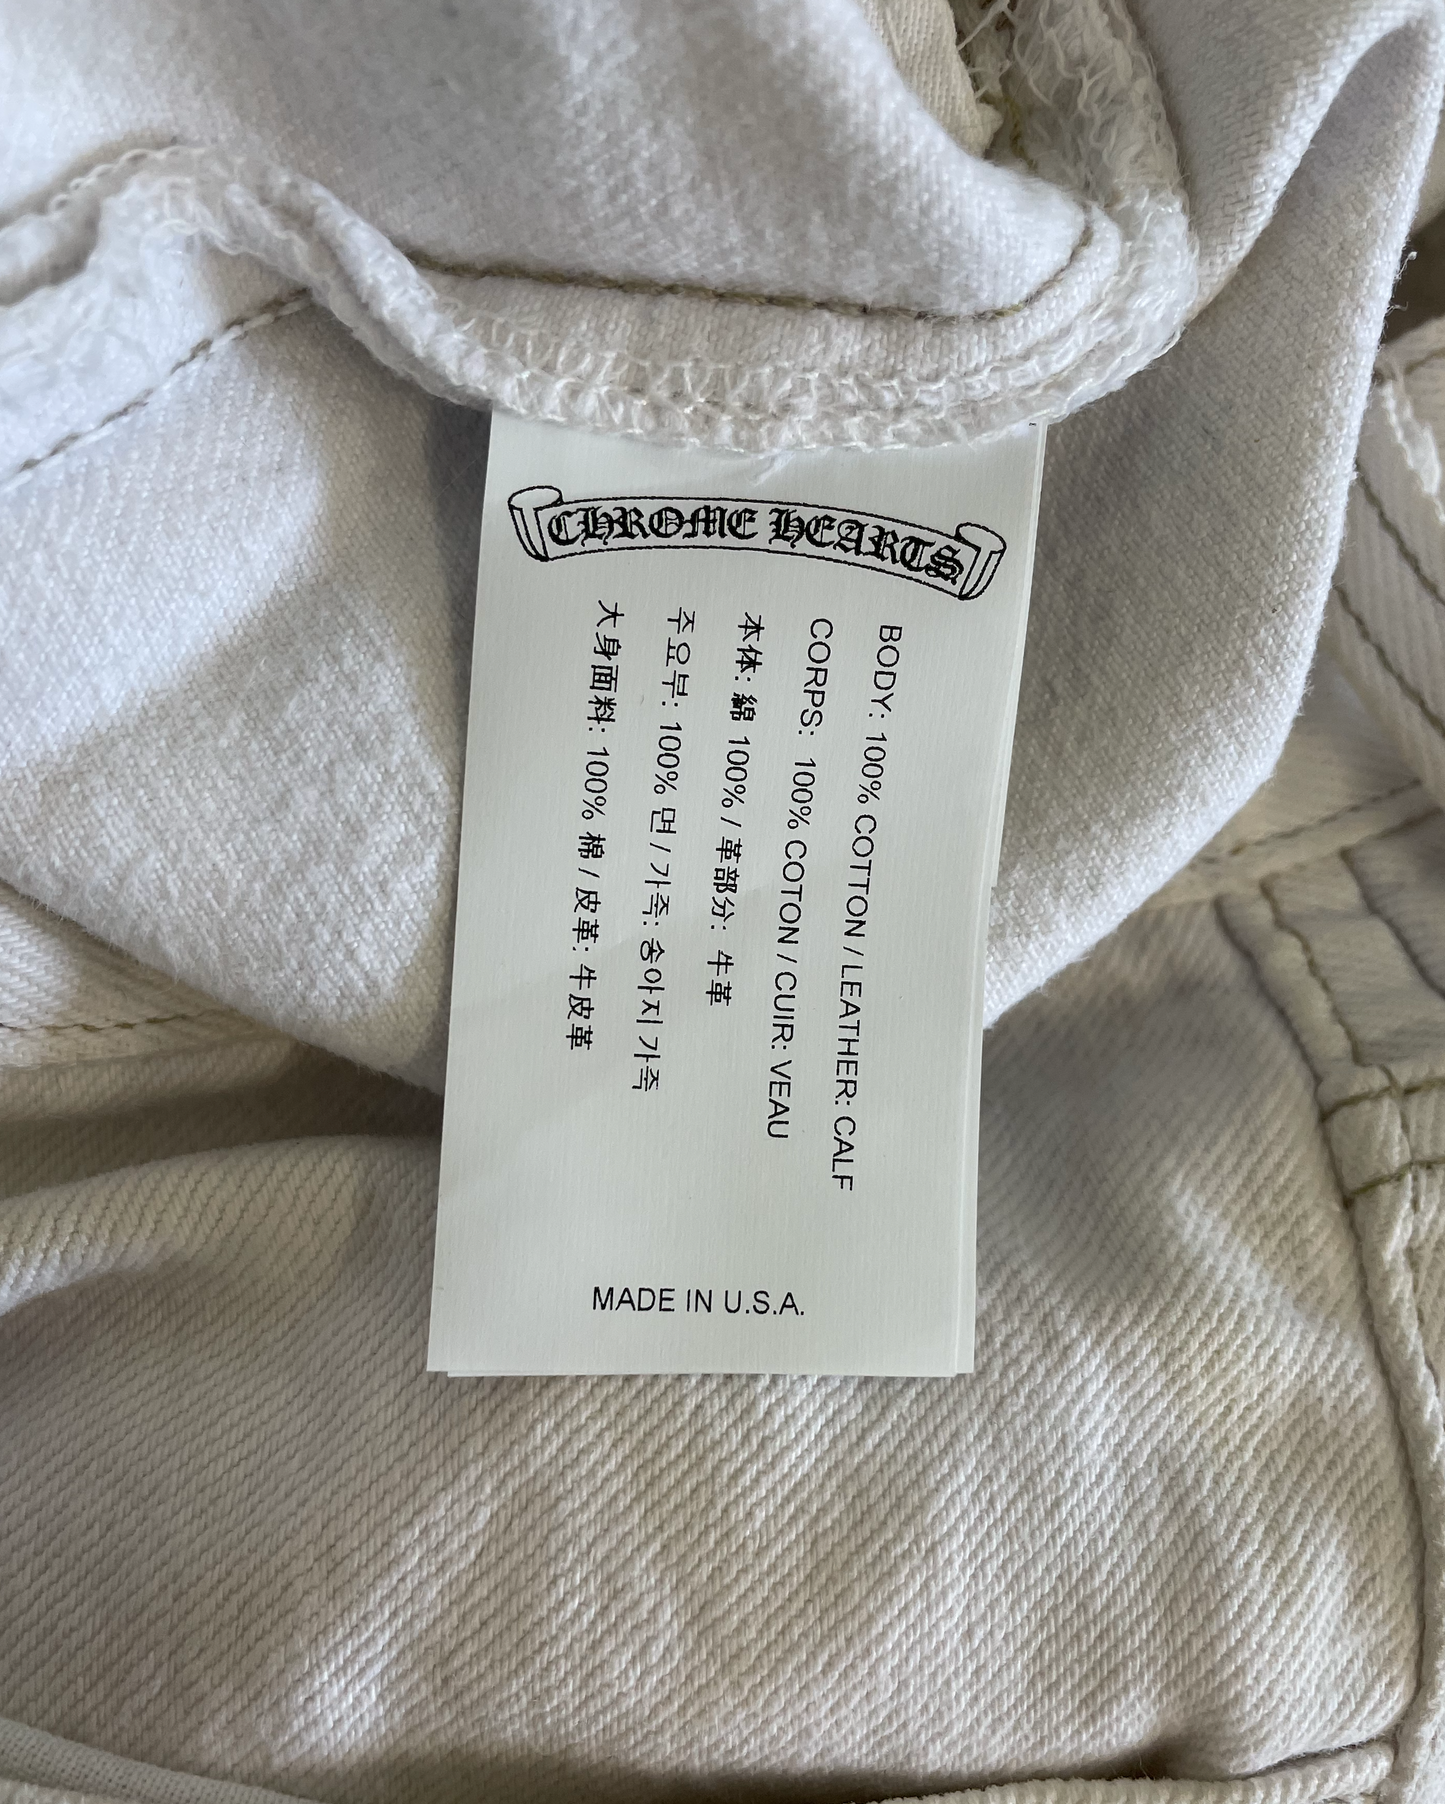 CHROME HEARTS
BODY: 100% COTTON / LEATHER: CALF
CORPS: 100% COTON / CUIR: VEAU
本体: 綿 100% / 革部分: 牛革
주요부: 100% 면 / 가죽: 송아지 가죽
大身面料: 100% 棉 / 皮革: 牛皮革
MADE IN U.S.A.